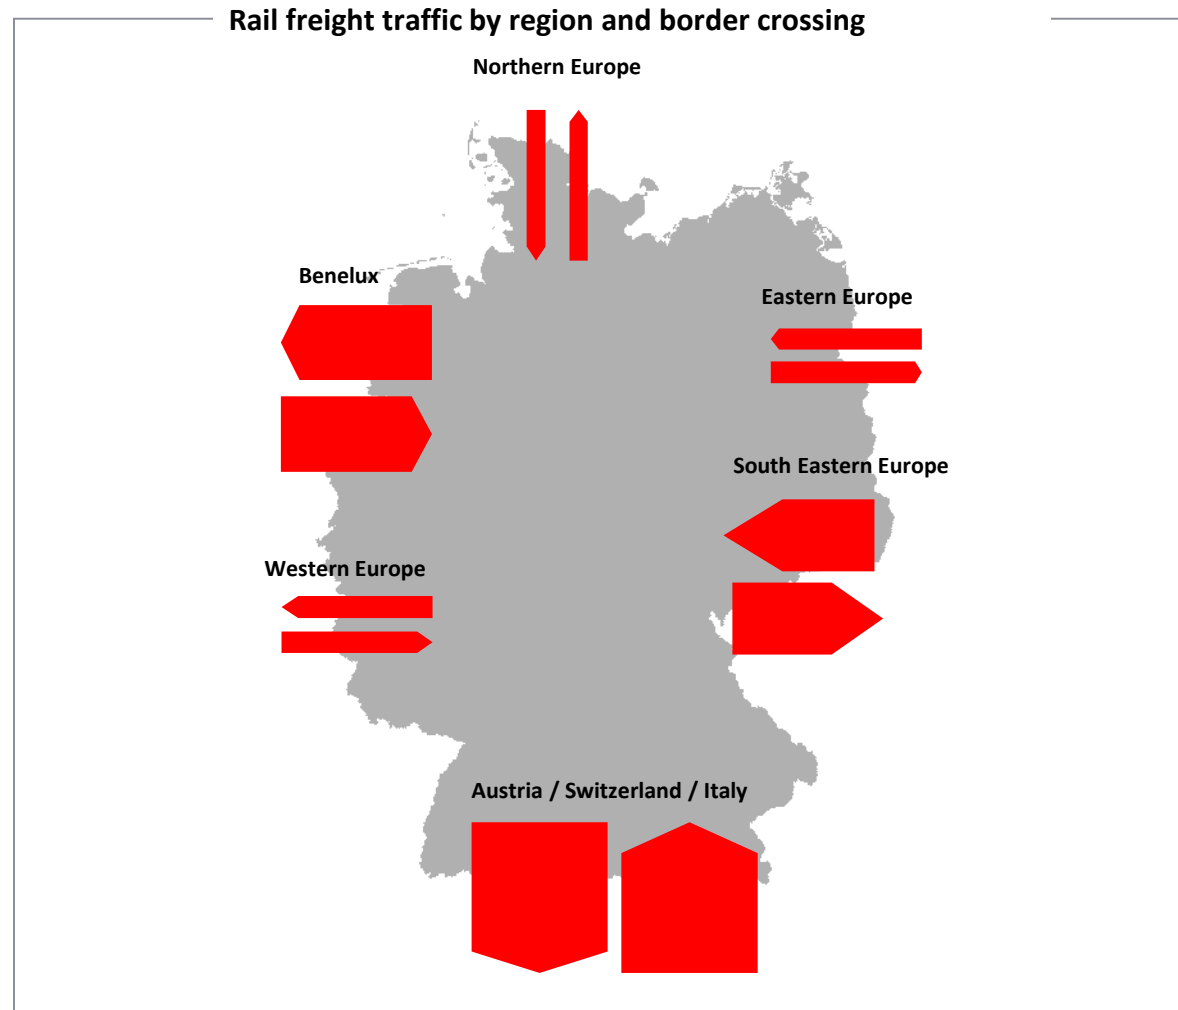 Rail freight traffic by region and border crossing
Northern Europe
Benelux
Eastern Europe
South Eastern Europe
Western Europe
Austria / Switzerland / Italy